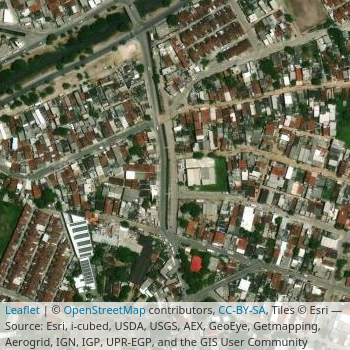 Leaflet | © OpenStreetMap contributors, CC-BY-SA, Tiles © Esri —
Source: Esri, i-cubed, USDA, USGS, AEX, GeoEye, Getmapping,
Aerogrid, IGN, IGP, UPR-EGP, and the GIS User Community